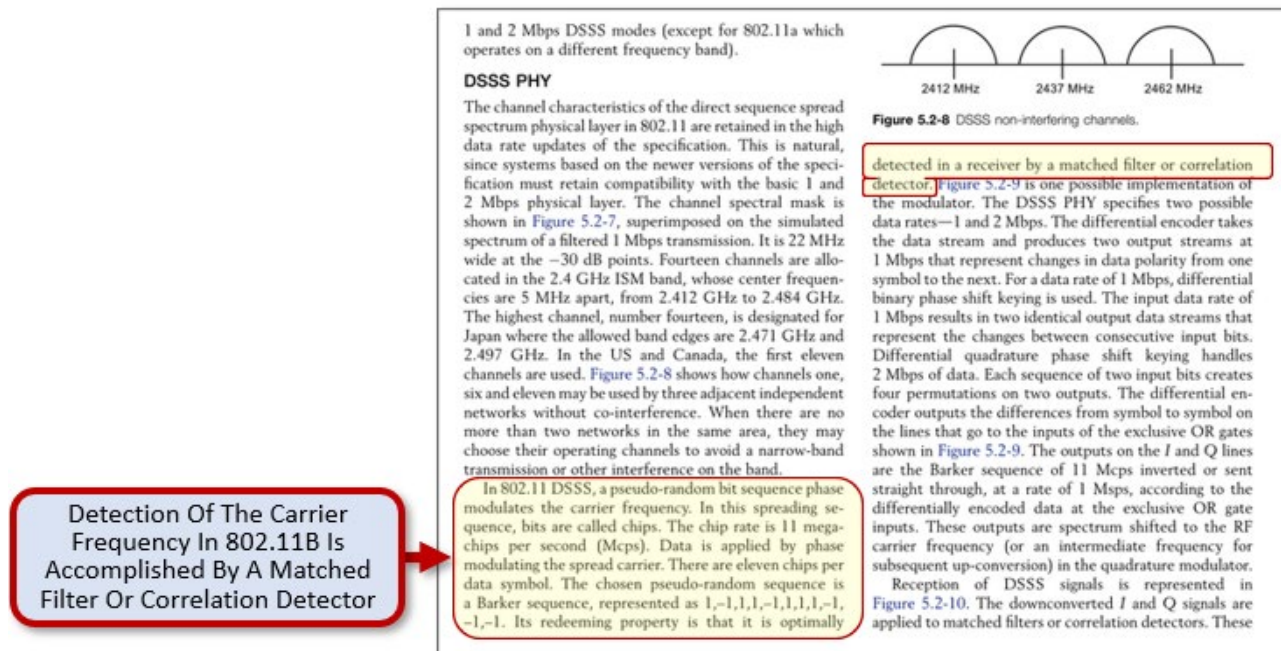 Detection Of The Carrier
Frequency In 802.11B Is
Accomplished By A Matched
Filter Or Correlation Detector
1 and 2 Mbps DSSS modes (except for 802.11a which
operates on a different frequency band).
DSSS PHY
The channel characteristics of the direct sequence spread
spectrum physical layer in 802.11 are retained in the high
data rate updates of the specification. This is natural,
since systems based on the newer versions of the speci-
fication must retain compatibility with the basic 1 and
2 Mbps physical layer. The channel spectral mask is
shown in Figure 5.2-7, superimposed on the simulated
spectrum of a filtered 1 Mbps transmission. It is 22 MHz
wide at the −30 dB points. Fourteen channels are allo-
cated in the 2.4 GHz ISM band, whose center frequen-
cies are 5 MHz apart, from 2.412 GHz to 2.484 GHz.
The highest channel, number fourteen, is designated for
Japan where the allowed band edges are 2.471 GHz and
2.497 GHz. In the US and Canada, the first eleven
channels are used. Figure 5.2-8 shows how channels one,
six and eleven may be used by three adjacent independent
networks without co-interference. When there are no
more than two networks in the same area, they may
choose their operating channels to avoid a narrow-band
transmission or other interference on the band.
In 802.11 DSSS, a pseudo-random bit sequence phase
modulates the carrier frequency. In this spreading se-
quence, bits are called chips. The chip rate is 11 mega-
chips per second (Mcps). Data is applied by phase
modulating the spread carrier. There are eleven chips per
data symbol. The chosen pseudo-random sequence is
a Barker sequence, represented as 1,–1,1,1,–1,1,1,1,–1,
–1,–1. Its redeeming property is that it is optimally
2412 MHz 2437 MHz 2462 MHz
Figure 5.2-8 DSSS non-interfering channels.
detected in a receiver by a matched filter or correlation
detector. Figure 5.2-9 is one possible implementation of
the modulator. The DSSS PHY specifies two possible
data rates—1 and 2 Mbps. The differential encoder takes
the data stream and produces two output streams at
1 Mbps that represent changes in data polarity from one
symbol to the next. For a data rate of 1 Mbps, differential
binary phase shift keying is used. The input data rate of
1 Mbps results in two identical output data streams that
represent the changes between consecutive input bits.
Differential quadrature phase shift keying handles
2 Mbps of data. Each sequence of two input bits creates
four permutations on two outputs. The differential en-
coder outputs the differences from symbol to symbol on
the lines that go to the inputs of the exclusive OR gates
shown in Figure 5.2-9. The outputs on the I and Q lines
are the Barker sequence of 11 Mcps inverted or sent
straight through, at a rate of 1 Msps, according to the
differentially encoded data at the exclusive OR gate
inputs. These outputs are spectrum shifted to the RF
carrier frequency (or an intermediate frequency for
subsequent up-conversion) in the quadrature modulator.
Reception of DSSS signals is represented in
Figure 5.2-10. The downconverted I and Q signals are
applied to matched filters or correlation detectors. These